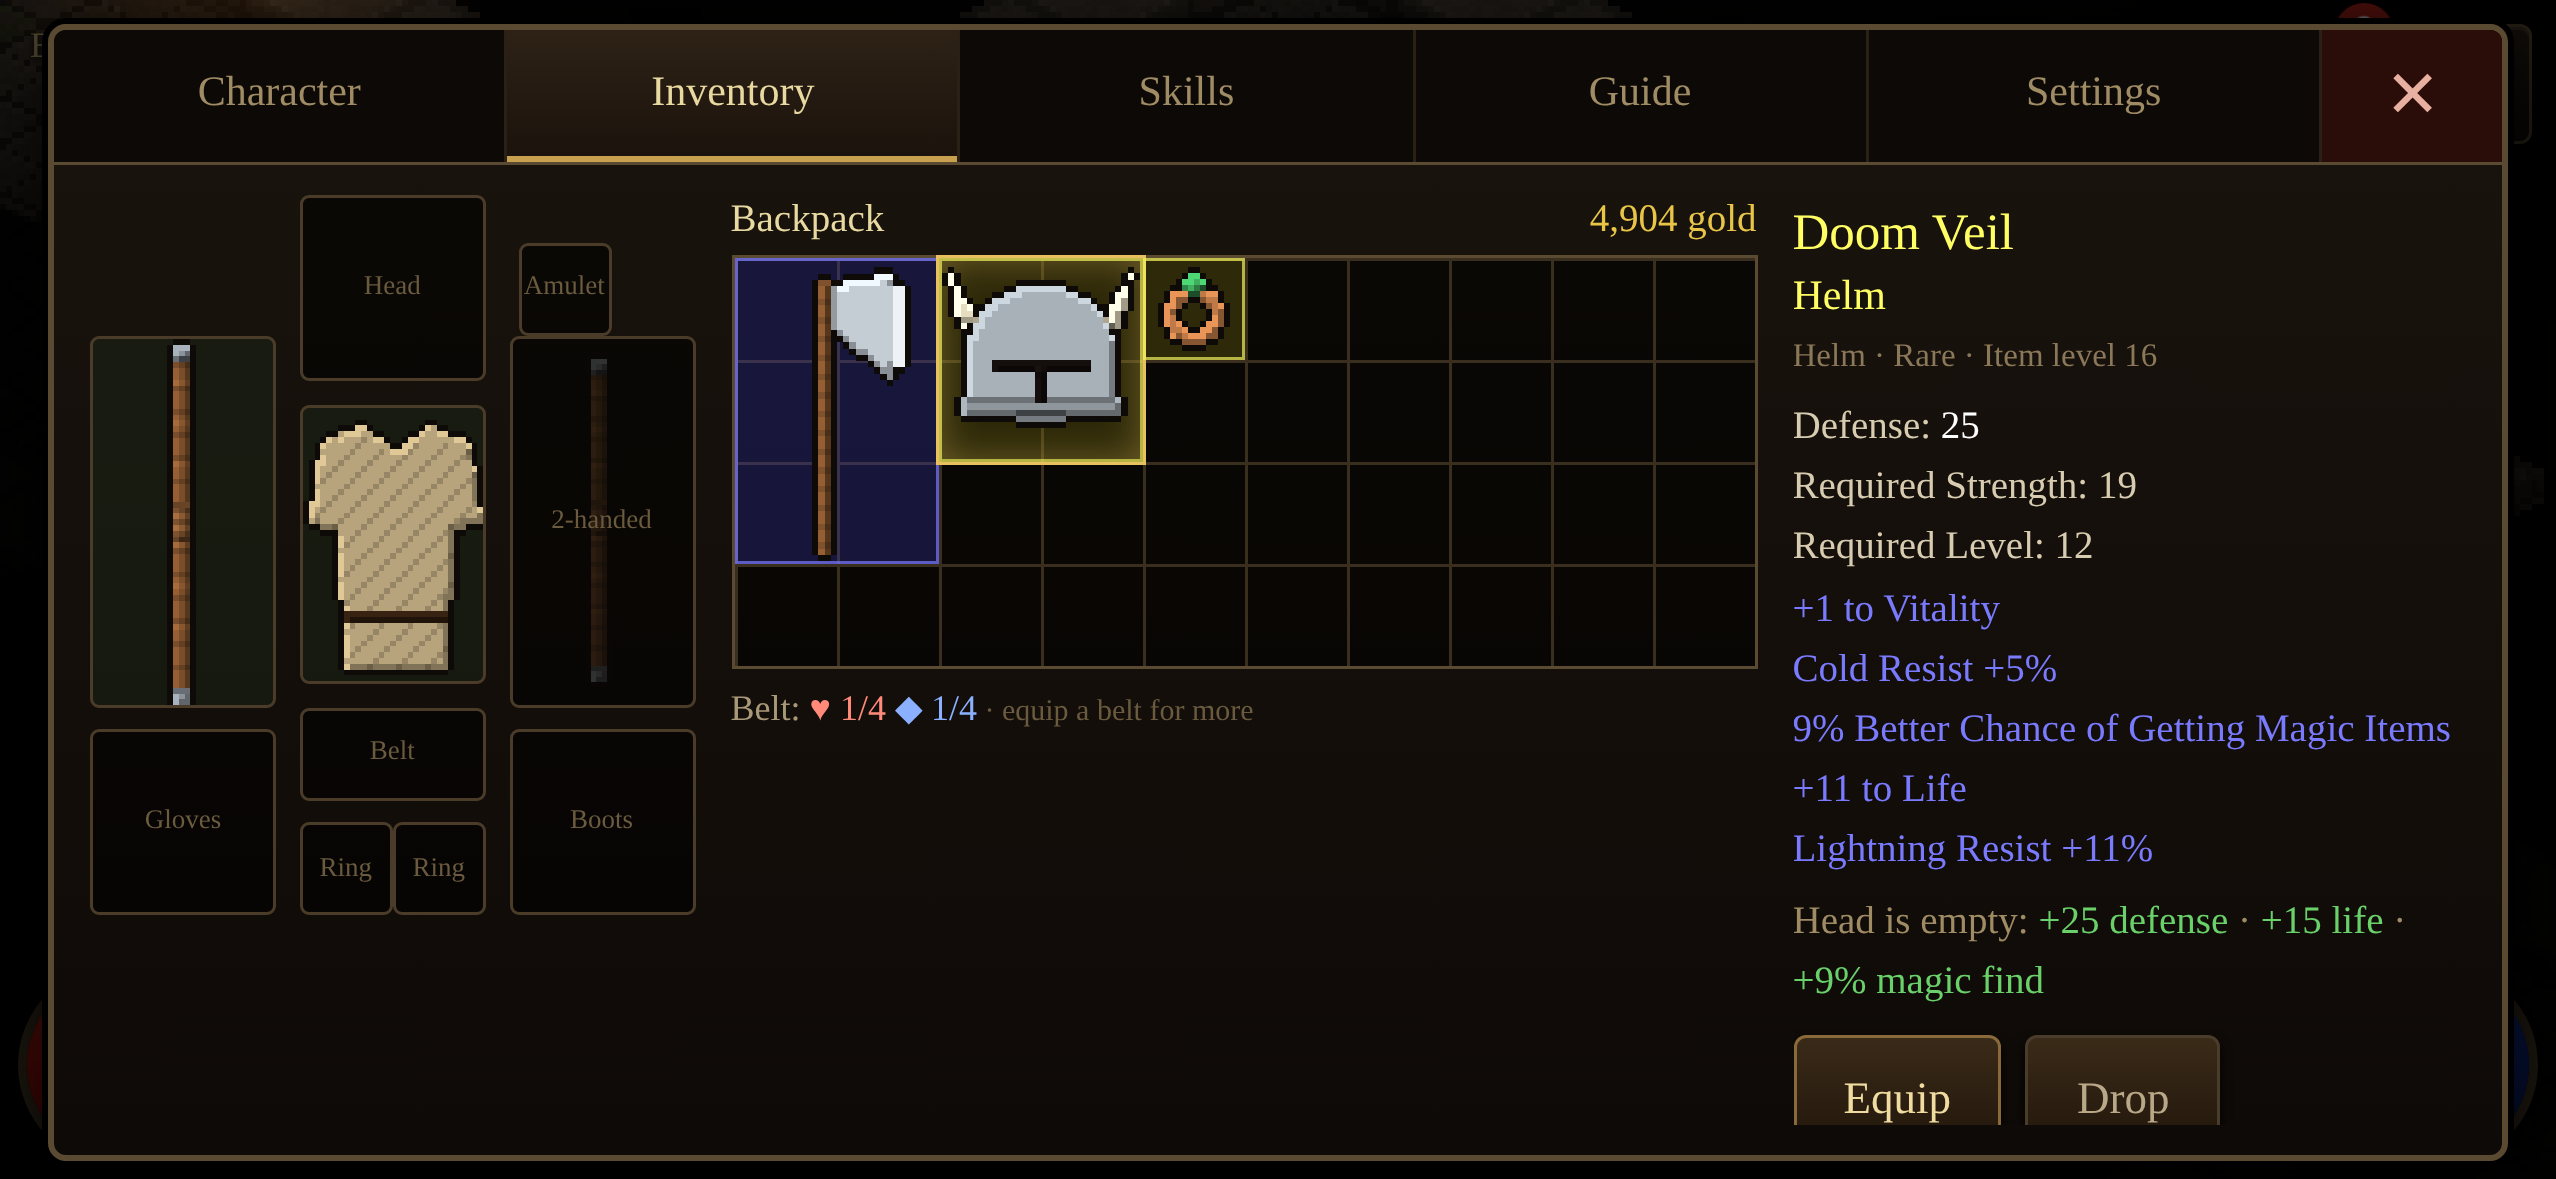 Character
Inventory
Skills
Guide
Settings
✕
Head
Amulet
2-handed
Belt
Gloves
Boots
Ring
Ring
Backpack
4,904 gold
Belt: ♥ 1/4 ◆ 1/4 · equip a belt for more
Doom Veil
Helm
Helm · Rare · Item level 16
Defense: 25
Required Strength: 19
Required Level: 12
+1 to Vitality
Cold Resist +5%
9% Better Chance of Getting Magic Items
+11 to Life
Lightning Resist +11%
Head is empty: +25 defense · +15 life ·
+9% magic find
Equip
Drop